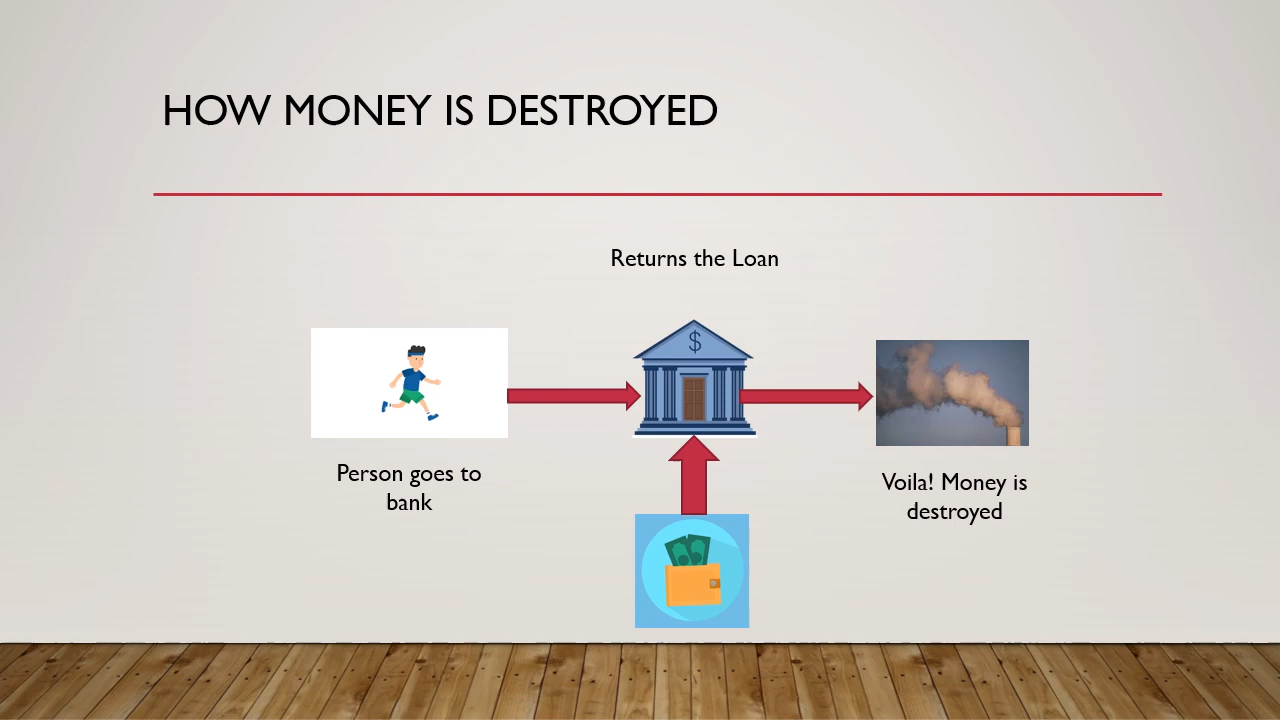 HOW MONEY IS DESTROYED
Returns the Loan
$
Person goes to
bank
Voila! Money is
destroyed